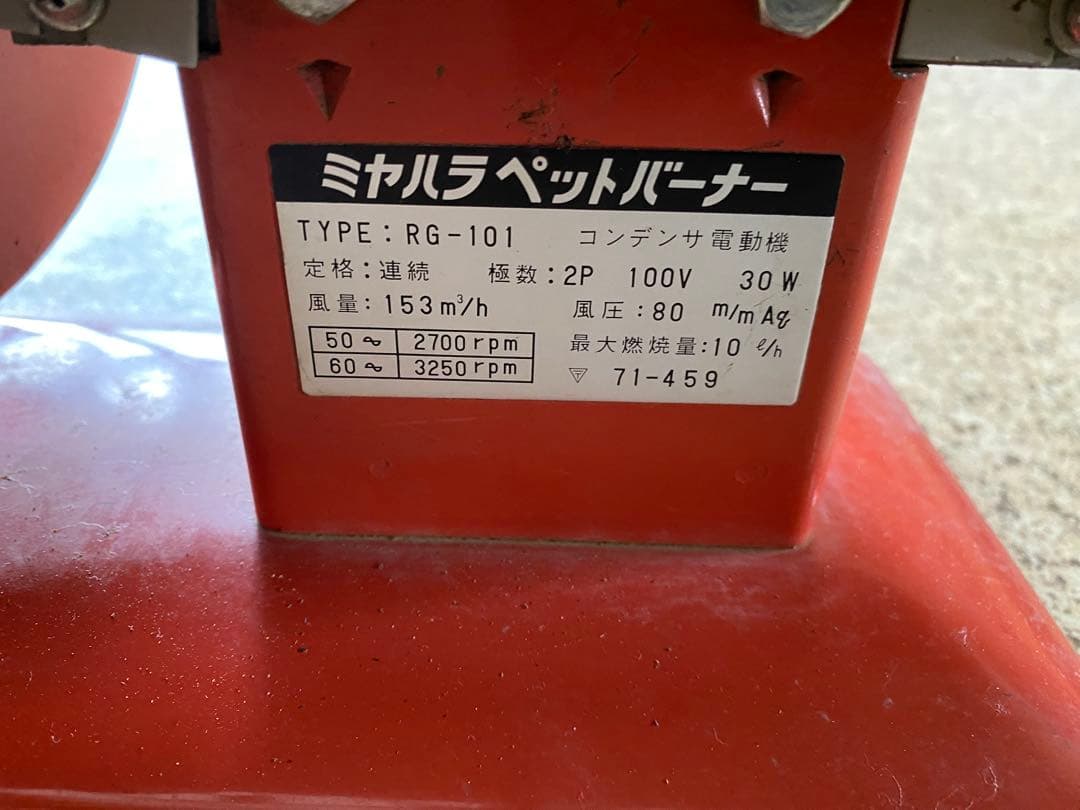 ミヤハラペットバーナー
TYPE：RG-101 コンデンサ電動機
定格：連続 極数：2P 100V 30W
風量：153m³/h 風圧：80 m/mAq
50～ 2700rpm 最大燃焼量：10 ℓ/h
60～ 3250rpm 71-459